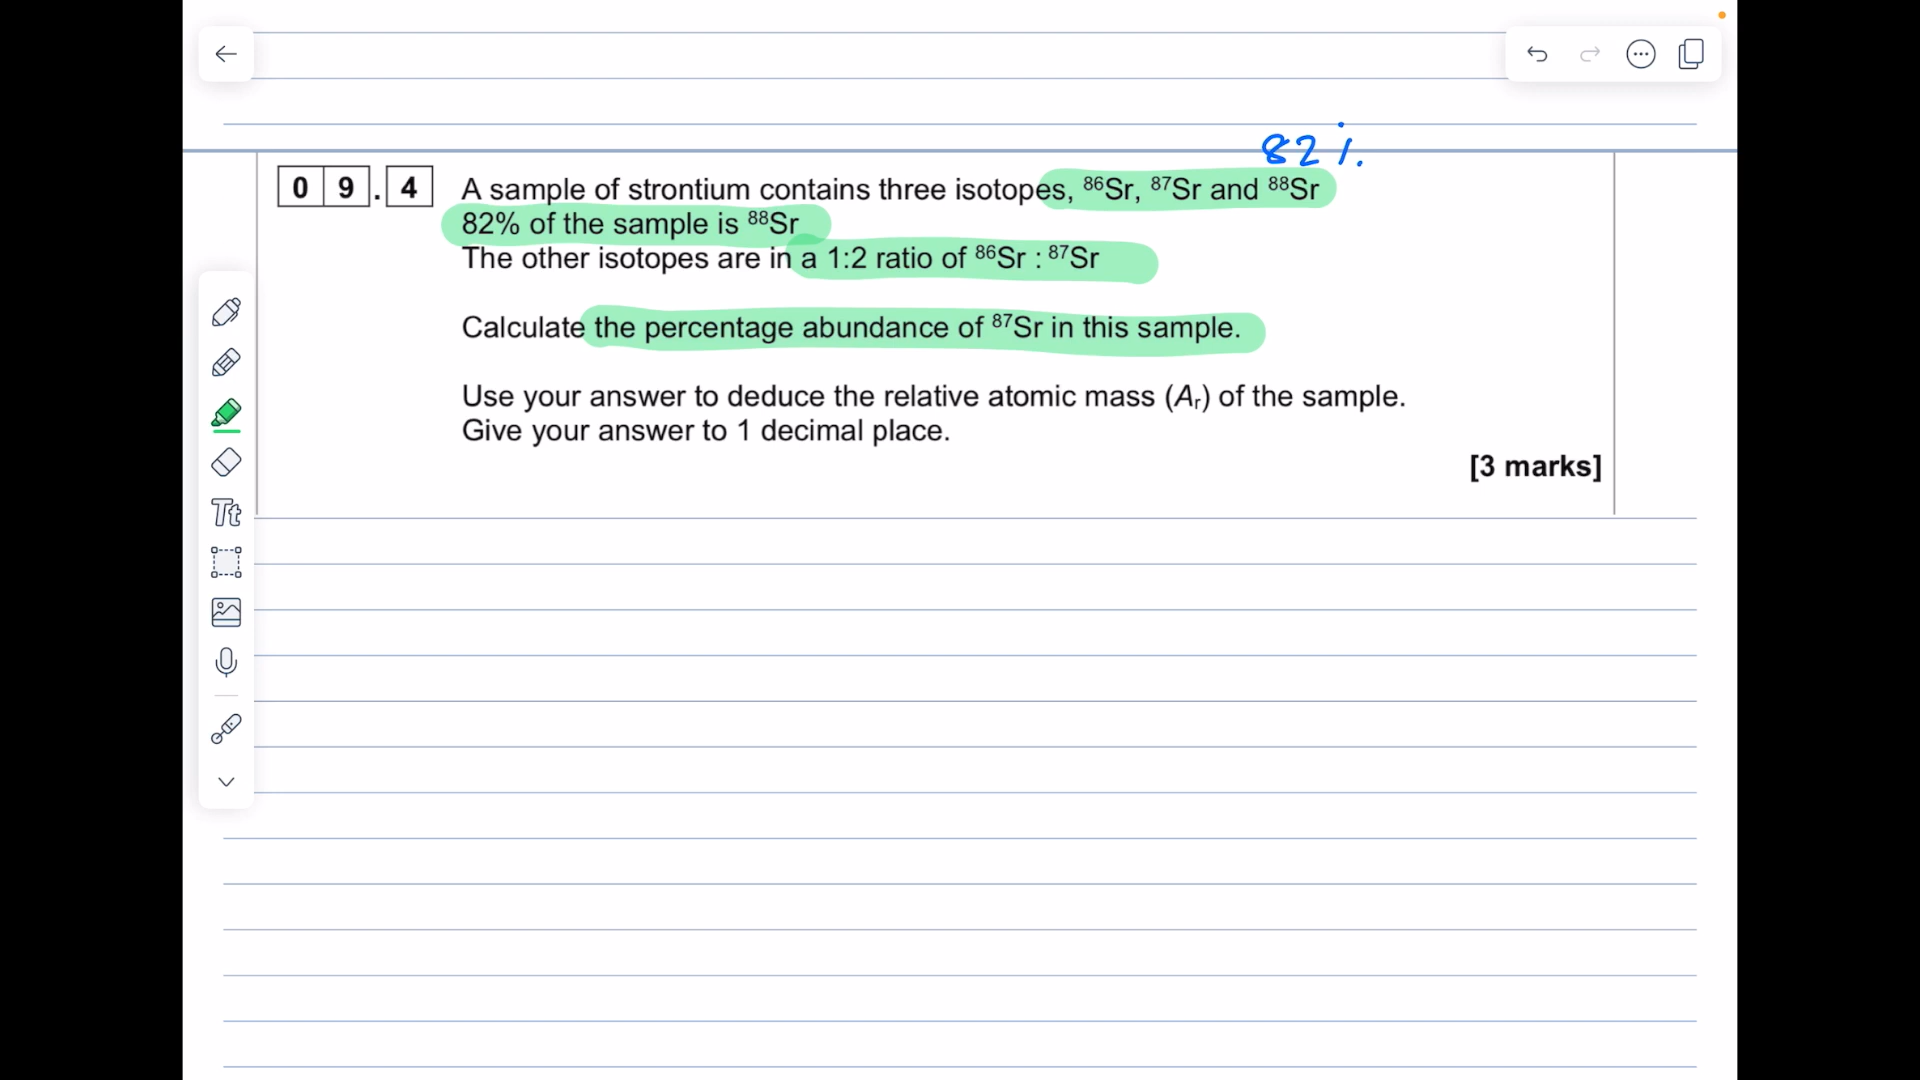 82%
09.4 A sample of strontium contains three isotopes, ⁸⁶Sr, ⁸⁷Sr and ⁸⁸Sr
82% of the sample is ⁸⁸Sr
The other isotopes are in a 1:2 ratio of ⁸⁶Sr : ⁸⁷Sr
Calculate the percentage abundance of ⁸⁷Sr in this sample.
Use your answer to deduce the relative atomic mass (Aᵣ) of the sample.
Give your answer to 1 decimal place.
[3 marks]
Tt